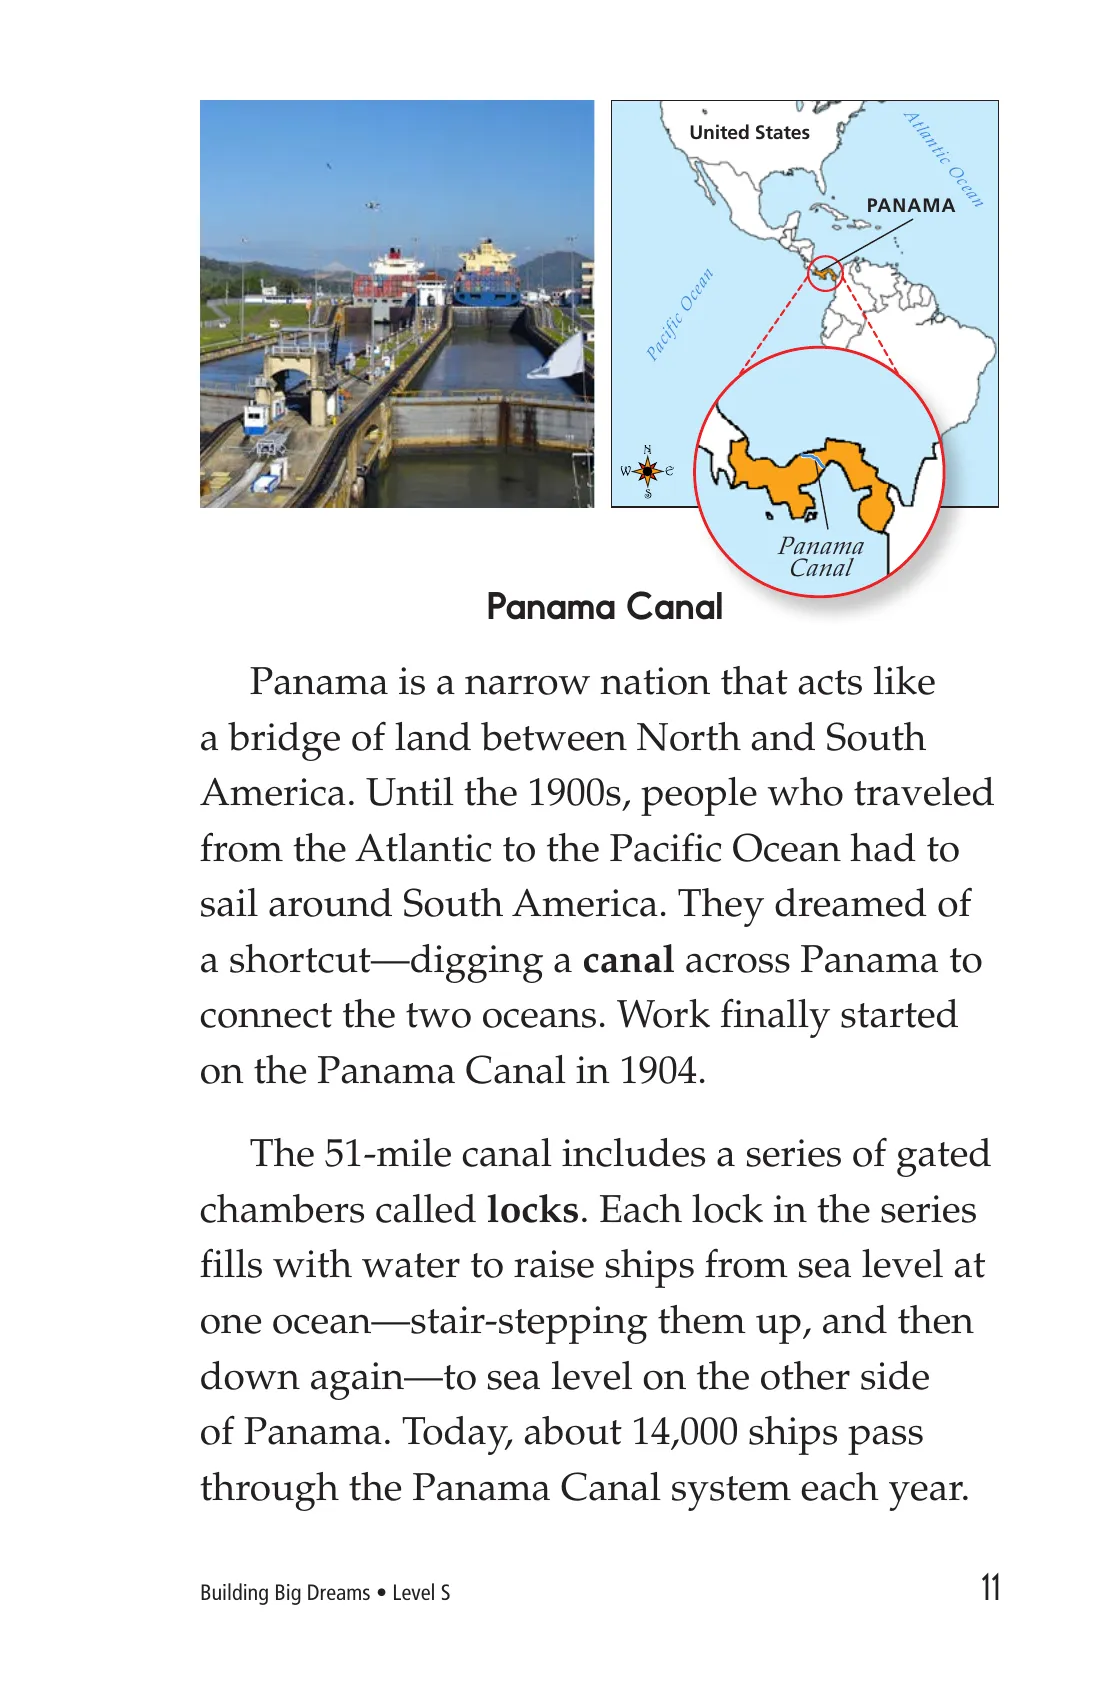 United States
Atlantic Ocean
PANAMA
Pacific Ocean
N
W E
S
Panama
Canal
Panama Canal
Panama is a narrow nation that acts like
a bridge of land between North and South
America. Until the 1900s, people who traveled
from the Atlantic to the Pacific Ocean had to
sail around South America. They dreamed of
a shortcut—digging a canal across Panama to
connect the two oceans. Work finally started
on the Panama Canal in 1904.
The 51-mile canal includes a series of gated
chambers called locks. Each lock in the series
fills with water to raise ships from sea level at
one ocean—stair-stepping them up, and then
down again—to sea level on the other side
of Panama. Today, about 14,000 ships pass
through the Panama Canal system each year.
Building Big Dreams • Level S
11